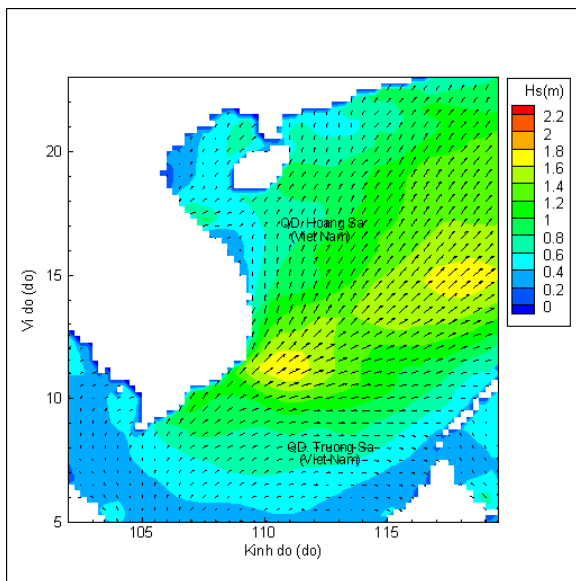 Hs(m)
2.2
2
1.8
1.6
1.4
1.2
1
0.8
0.6
0.4
0.2
0
20
15
10
5
Vi do (do)
QD. Hoang Sa
(Viet Nam)
QD. Truong Sa
(Viet Nam)
105
110
115
Kinh do (do)